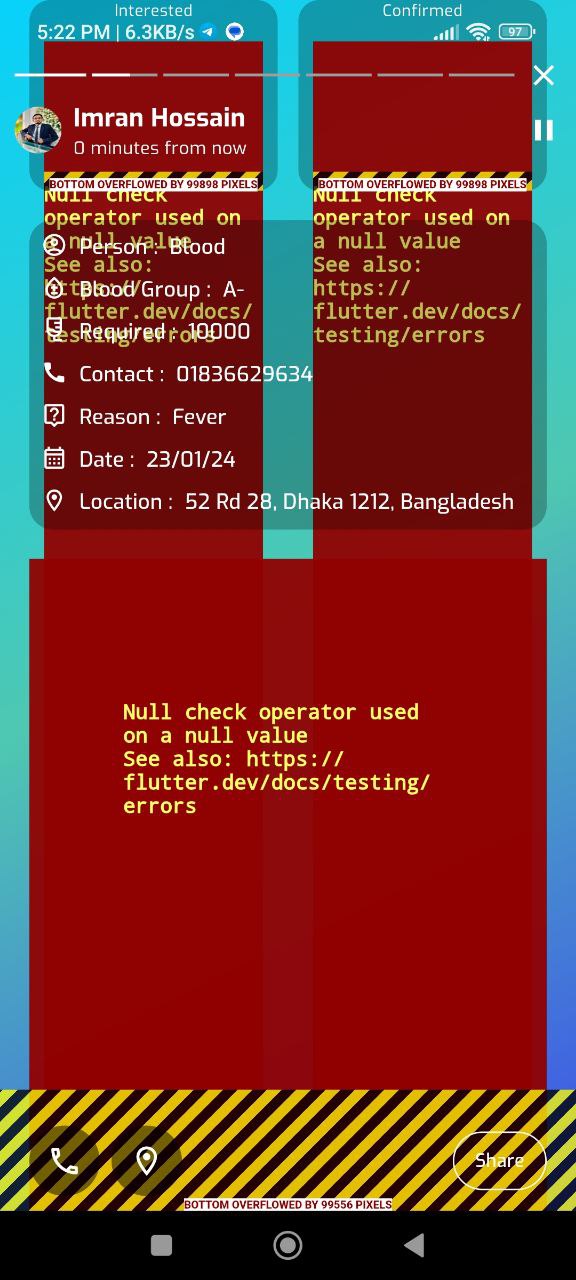 Interested
Confirmed
5:22 PM | 6.3KB/s
97
Imran Hossain
0 minutes from now
BOTTOM OVERFLOWED BY 99898 PIXELS
BOTTOM OVERFLOWED BY 99898 PIXELS
Null check
operator used on
a null value
See also:
https://
flutter.dev/docs/
testing/errors
Null check
operator used on
a null value
See also:
https://
flutter.dev/docs/
testing/errors
Person : Blood
Blood Group : A-
Required : 10000
Contact : 01836629634
Reason : Fever
Date : 23/01/24
Location : 52 Rd 28, Dhaka 1212, Bangladesh
Null check operator used
on a null value
See also: https://
flutter.dev/docs/testing/
errors
Share
BOTTOM OVERFLOWED BY 99556 PIXELS